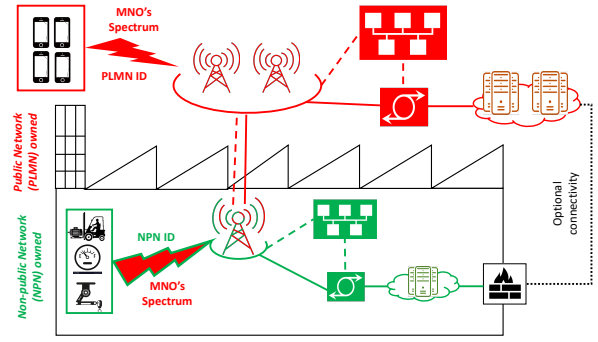 MNO's
Spectrum
PLMN ID
Public Network
(PLMN) owned
Optional
connectivity
Non-public Network
(NPN) owned
NPN ID
MNO's
Spectrum